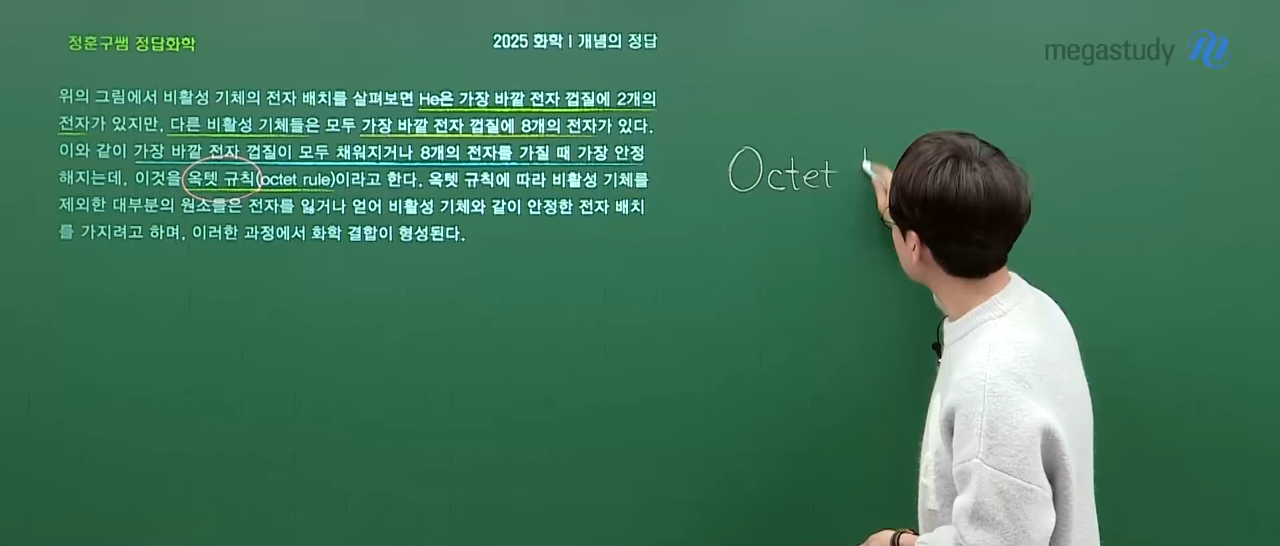 정훈구쌤 정답화학
2025 화학 I 개념의 정답
megastudy
위의 그림에서 비활성 기체의 전자 배치를 살펴보면 He은 가장 바깥 전자 껍질에 2개의
전자가 있지만, 다른 비활성 기체들은 모두 가장 바깥 전자 껍질에 8개의 전자가 있다.
이와 같이 가장 바깥 전자 껍질이 모두 채워지거나 8개의 전자를 가질 때 가장 안정
해지는데, 이것을 옥텟 규칙(octet rule)이라고 한다. 옥텟 규칙에 따라 비활성 기체를
제외한 대부분의 원소들은 전자를 잃거나 얻어 비활성 기체와 같이 안정한 전자 배치
를 가지려고 하며, 이러한 과정에서 화학 결합이 형성된다.
Octet